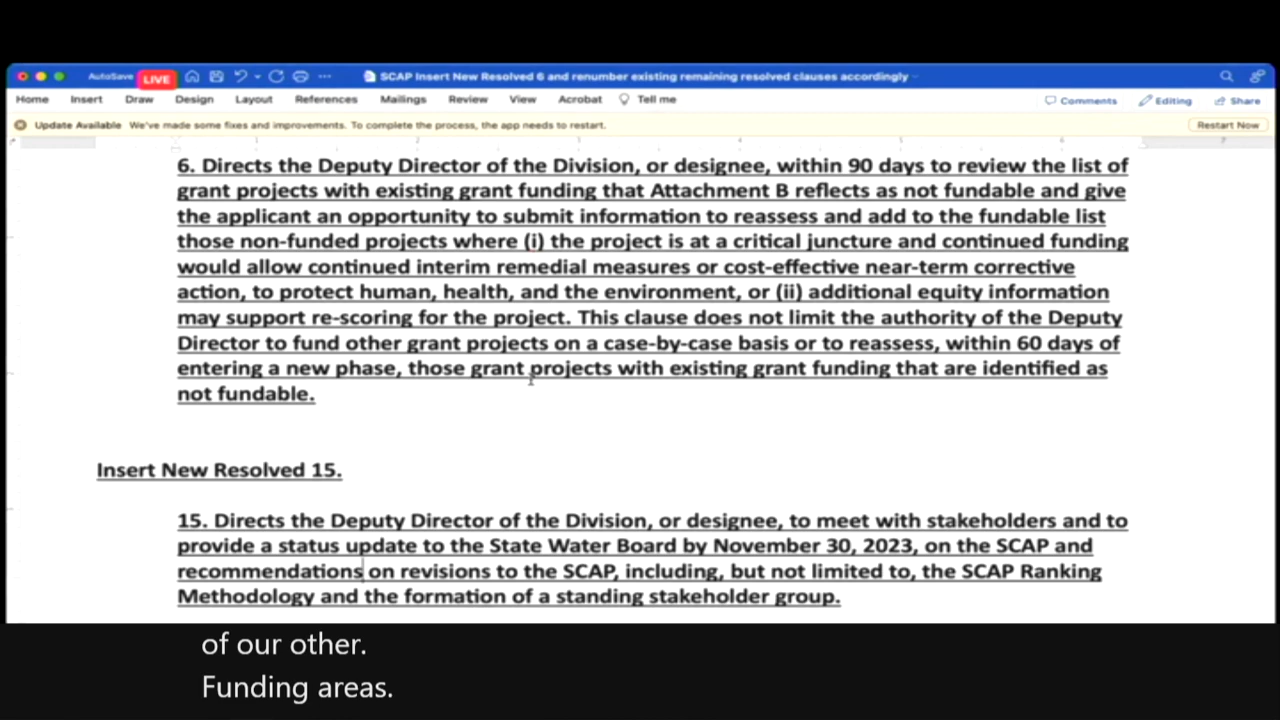 AutoSave LIVE SCAP Insert New Resolved 6 and renumber existing remaining resolved clauses accordingly
Home Insert Draw Design Layout References Mailings Review View Acrobat Tell me Comments Editing Share
Update Available We've made some fixes and improvements. To complete the process, the app needs to restart. Restart Now
6. Directs the Deputy Director of the Division, or designee, within 90 days to review the list of
grant projects with existing grant funding that Attachment B reflects as not fundable and give
the applicant an opportunity to submit information to reassess and add to the fundable list
those non-funded projects where (i) the project is at a critical juncture and continued funding
would allow continued interim remedial measures or cost-effective near-term corrective
action, to protect human, health, and the environment, or (ii) additional equity information
may support re-scoring for the project. This clause does not limit the authority of the Deputy
Director to fund other grant projects on a case-by-case basis or to reassess, within 60 days of
entering a new phase, those grant projects with existing grant funding that are identified as
not fundable.
Insert New Resolved 15.
15. Directs the Deputy Director of the Division, or designee, to meet with stakeholders and to
provide a status update to the State Water Board by November 30, 2023, on the SCAP and
recommendations on revisions to the SCAP, including, but not limited to, the SCAP Ranking
Methodology and the formation of a standing stakeholder group.
of our other.
Funding areas.